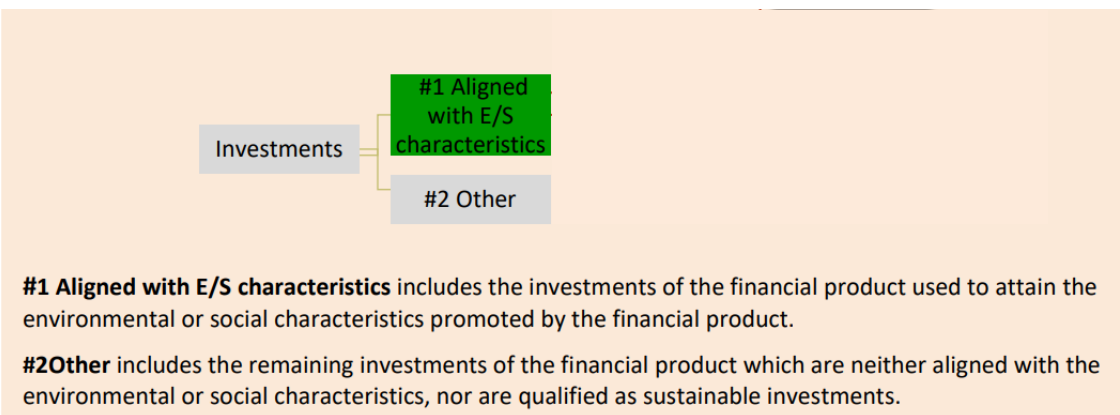 #1 Aligned
with E/S
characteristics
Investments
#2 Other
#1 Aligned with E/S characteristics includes the investments of the financial product used to attain the
environmental or social characteristics promoted by the financial product.
#2Other includes the remaining investments of the financial product which are neither aligned with the
environmental or social characteristics, nor are qualified as sustainable investments.